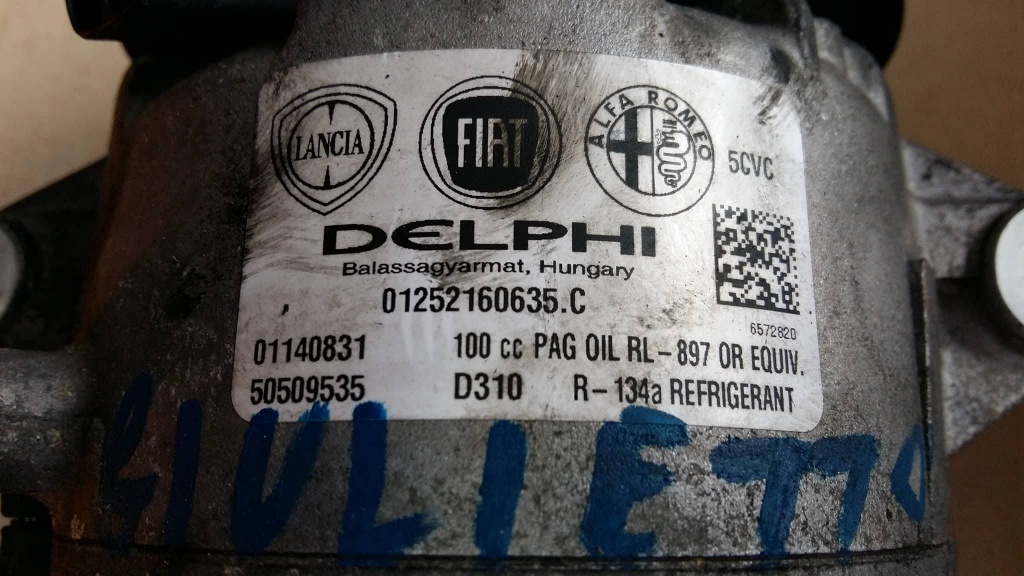 LANCIA
FIAT
ALFA ROMEO
5CVC
DELPHI
Balassagyarmat, Hungary
01252160635.C
6572820
01140831 100 cc PAG OIL RL-897 OR EQUIV.
50509535 D310 R-134a REFRIGERANT
GIULIETTA